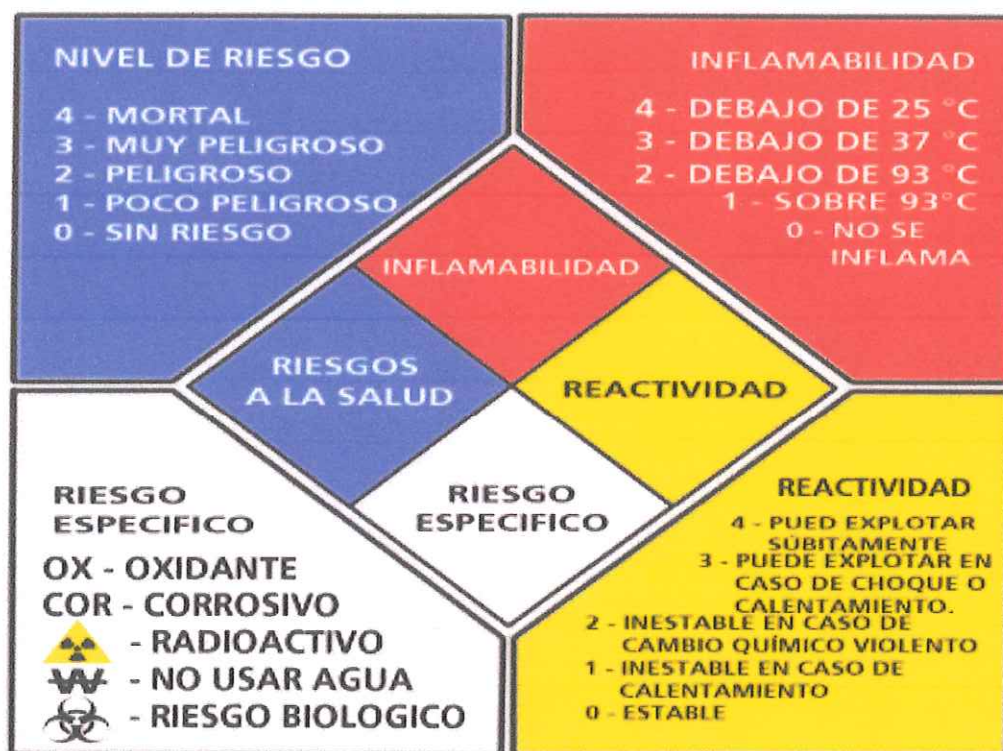 NIVEL DE RIESGO
4 - MORTAL
3 - MUY PELIGROSO
2 - PELIGROSO
1 - POCO PELIGROSO
0 - SIN RIESGO
INFLAMABILIDAD
4 - DEBAJO DE 25 °C
3 - DEBAJO DE 37 °C
2 - DEBAJO DE 93 °C
1 - SOBRE 93°C
0 - NO SE
INFLAMA
INFLAMABILIDAD
RIESGOS
A LA SALUD
REACTIVIDAD
RIESGO
ESPECIFICO
RIESGO
ESPECIFICO
OX - OXIDANTE
COR - CORROSIVO
- RADIOACTIVO
W - NO USAR AGUA
- RIESGO BIOLOGICO
REACTIVIDAD
4 - PUED EXPLOTAR
SÚBITAMENTE
3 - PUEDE EXPLOTAR EN
CASO DE CHOQUE O
CALENTAMIENTO.
2 - INESTABLE EN CASO DE
CAMBIO QUÍMICO VIOLENTO
1 - INESTABLE EN CASO DE
CALENTAMIENTO
0 - ESTABLE